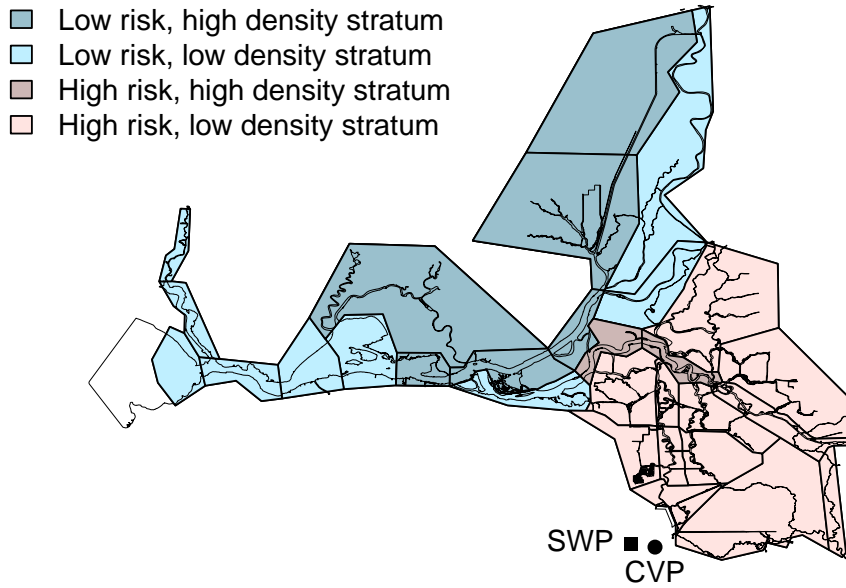 Low risk, high density stratum
Low risk, low density stratum
High risk, high density stratum
High risk, low density stratum
SWP
CVP